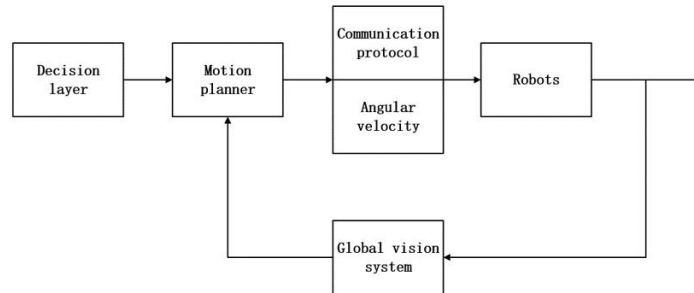 Decision
layer
Motion
planner
Communication
protocol
Angular
velocity
Robots
Global vision
system